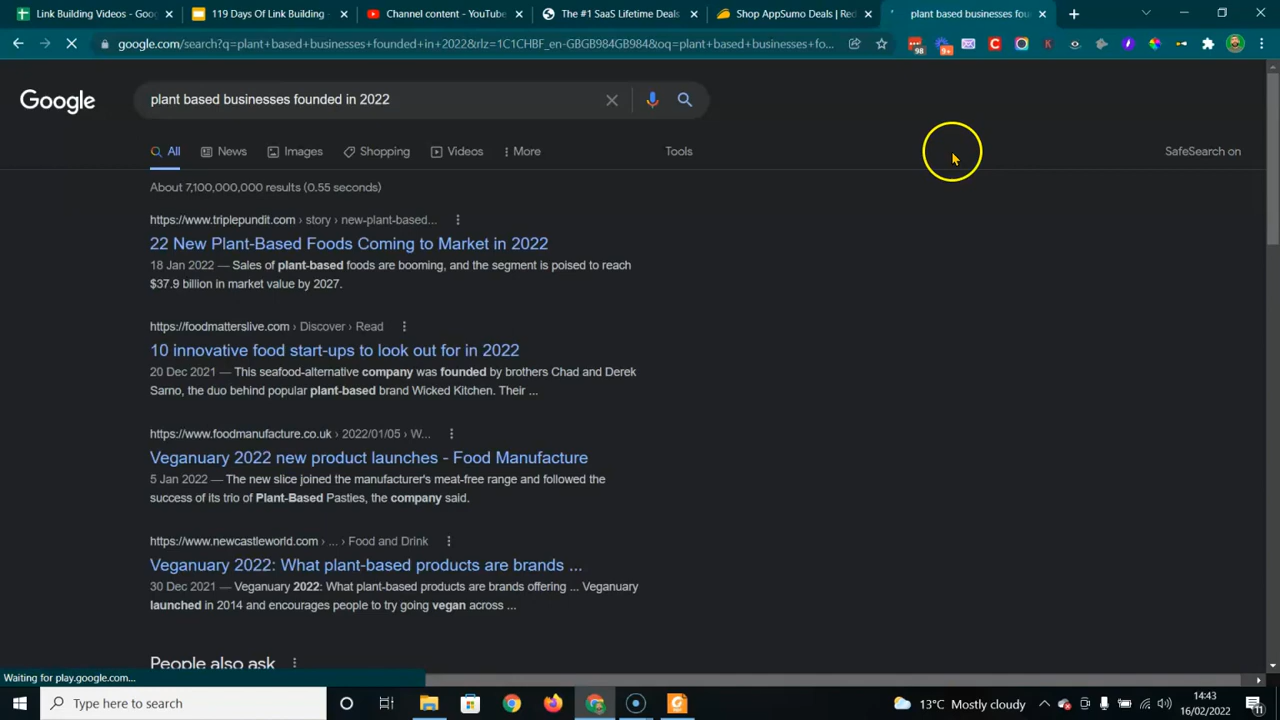 Link Building Videos - Goog
119 Days Of Link Building -
Channel content - YouTube
The #1 SaaS Lifetime Deals
Shop AppSumo Deals | Red
plant based businesses fou
google.com/search?q=plant+based+businesses+founded+in+2022&rlz=1C1CHBF_en-GBGB984GB984&oq=plant+based+businesses+fo...
98
9+
Google
plant based businesses founded in 2022
All
News
Images
Shopping
Videos
More
Tools
SafeSearch on
About 7,100,000,000 results (0.55 seconds)
https://www.triplepundit.com › story › new-plant-based...
22 New Plant-Based Foods Coming to Market in 2022
18 Jan 2022 — Sales of plant-based foods are booming, and the segment is poised to reach
$37.9 billion in market value by 2027.
https://foodmatterslive.com › Discover › Read
10 innovative food start-ups to look out for in 2022
20 Dec 2021 — This seafood-alternative company was founded by brothers Chad and Derek
Sarno, the duo behind popular plant-based brand Wicked Kitchen. Their ...
https://www.foodmanufacture.co.uk › 2022/01/05 › W...
Veganuary 2022 new product launches - Food Manufacture
5 Jan 2022 — The new slice joined the manufacturer's meat-free range and followed the
success of its trio of Plant-Based Pasties, the company said.
https://www.newcastleworld.com › ... › Food and Drink
Veganuary 2022: What plant-based products are brands ...
30 Dec 2021 — Veganuary 2022: What plant-based products are brands offering ... Veganuary
launched in 2014 and encourages people to try going vegan across ...
People also ask
Waiting for play.google.com...
Type here to search
13°C Mostly cloudy
14:43
16/02/2022
11